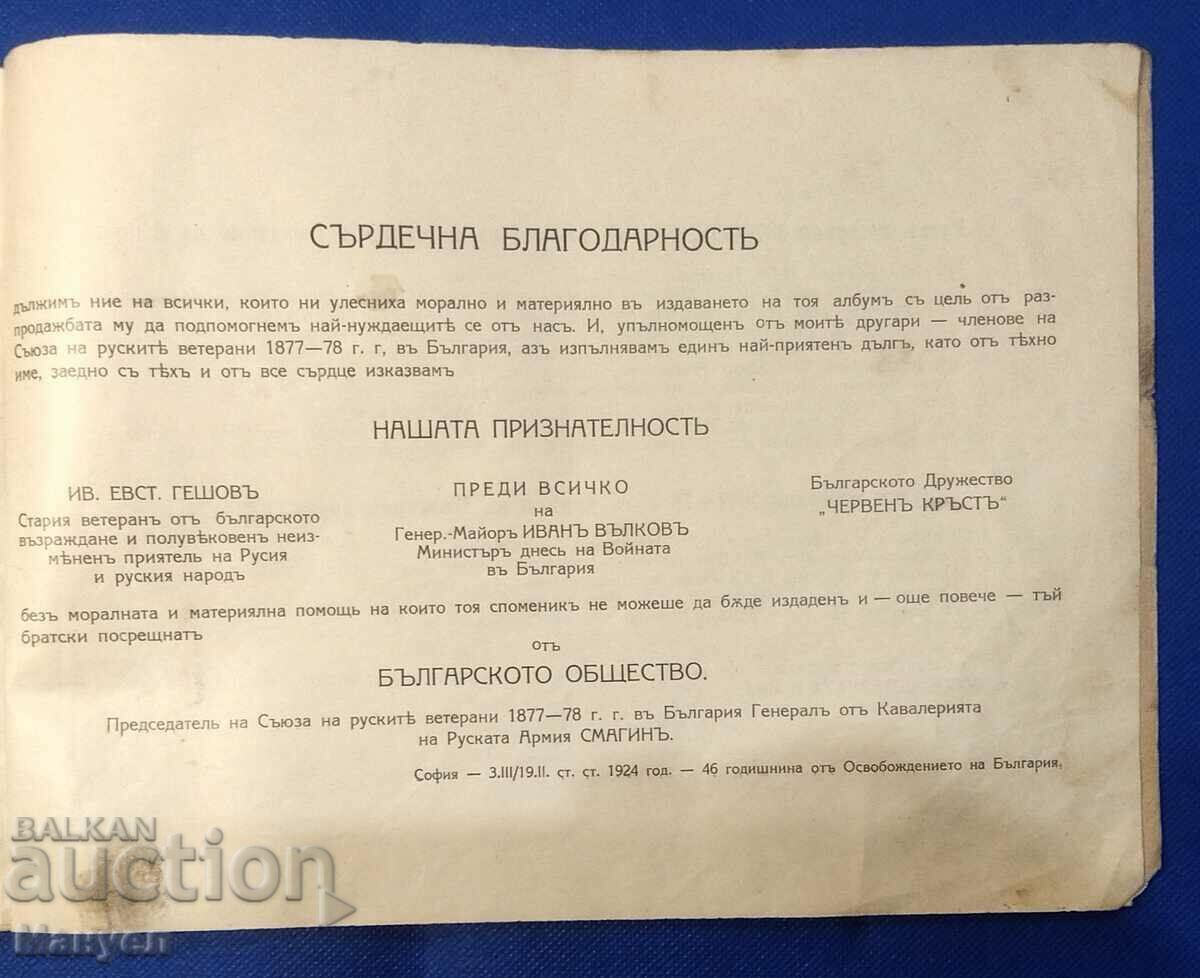 СЪРДЕЧНА БЛАГОДАРНОСТЬ
дължимъ ние на всички, които ни улесниха морално и материялно въ издаването на тоя албумъ съ цель отъ раз-
продажбата му да подпомогнемъ най-нуждаещитѣ се отъ насъ. И, упълномощен отъ моитѣ другари — членове на
Съюза на рускитѣ ветерани 1877—78 г. г, въ България, азъ изпълнявамъ единъ най-приятенъ дългъ, като отъ тѣхно
име, заедно съ тѣхъ и отъ все сърдце изказвамъ
НАШАТА ПРИЗНАТЕЛНОСТЬ
ИВ. ЕВСТ. ГЕШОВЪ
Стария ветеранъ отъ българското
възраждане и полувѣковенъ неиз-
мѣненъ приятель на Русия
и руския народъ
ПРЕДИ ВСИЧКО
на
Генер.-Майоръ ИВАНЪ ВЪЛКОВЪ
Министъръ днесь на Войната
въ България
Българското Дружество
„ЧЕРВЕНЪ КРЪСТЪ“
безъ моралната и материялна помощь на които тоя споменикъ не можеше да бѫде издаденъ и — още повече — тъй
братски посрещнатъ
отъ
БЪЛГАРСКОТО ОБЩЕСТВО.
Председатель на Съюза на рускитѣ ветерани 1877—78 г. г. въ България Генералъ отъ Кавалерията
на Руската Армия СМАГИНЪ.
София — 3.III/19.II. ст. ст. 1924 год. — 46 годишнина отъ Освобождението на България.
BALKAN
auction
Мануел